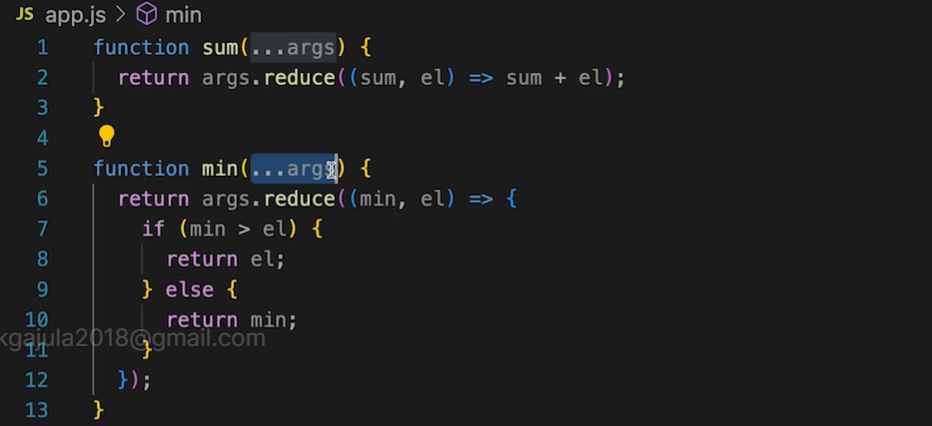 JS app.js > min
1 function sum(...args) {
2 return args.reduce((sum, el) => sum + el);
3 }
4
5 function min(...args) {
6 return args.reduce((min, el) => {
7 if (min > el) {
8 return el;
9 } else {
10 return min;
kgajula2018@gmail.com
11 }
12 });
13 }